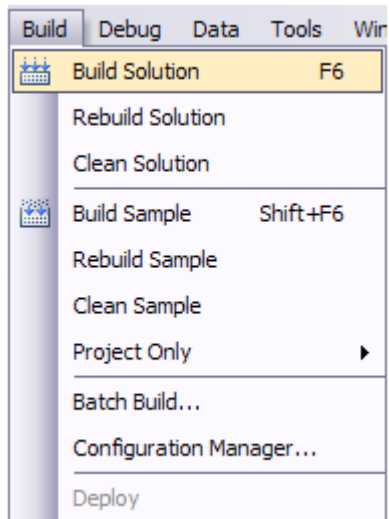 Build Debug Data Tools
Build Solution F6
Rebuild Solution
Clean Solution
Build Sample Shift+F6
Rebuild Sample
Clean Sample
Project Only
Batch Build...
Configuration Manager...
Deploy